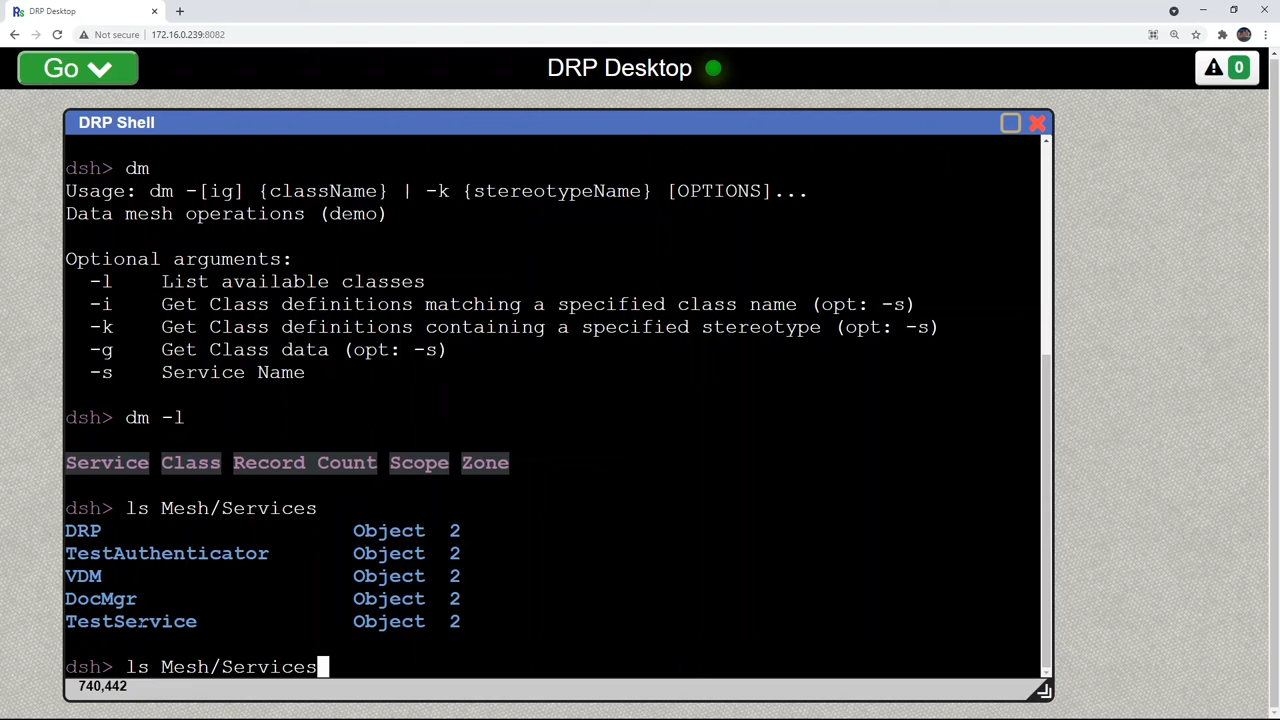 DRP Desktop
Not secure 172.16.0.239:8082
Go DRP Desktop 0
DRP Shell
dsh> dm
Usage: dm -[ig] {className} | -k {stereotypeName} [OPTIONS]...
Data mesh operations (demo)
Optional arguments:
-l List available classes
-i Get Class definitions matching a specified class name (opt: -s)
-k Get Class definitions containing a specified stereotype (opt: -s)
-g Get Class data (opt: -s)
-s Service Name
dsh> dm -l
Service Class Record Count Scope Zone
dsh> ls Mesh/Services
DRP Object 2
TestAuthenticator Object 2
VDM Object 2
DocMgr Object 2
TestService Object 2
dsh> ls Mesh/Services
740,442